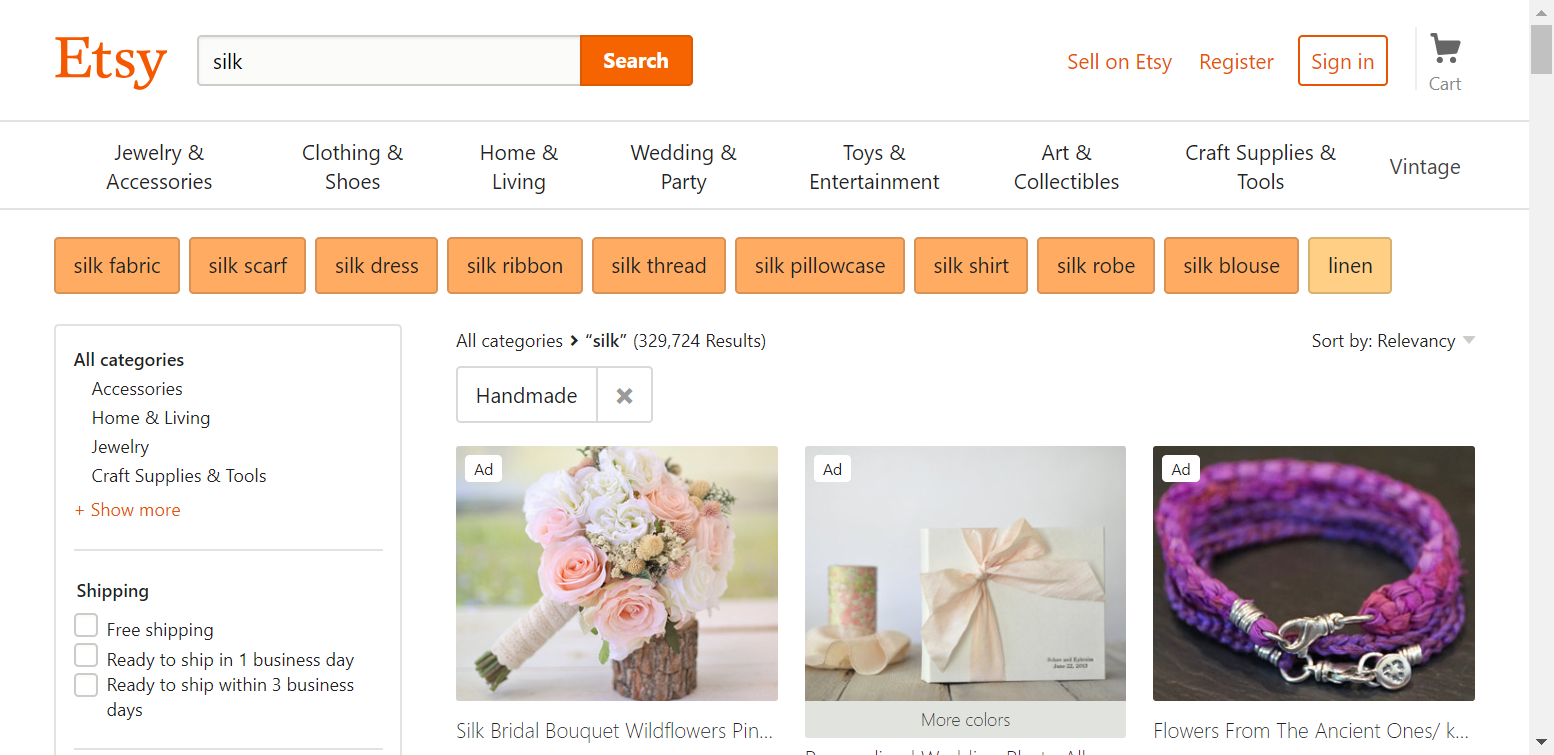 Etsy
silk
Search
Sell on Etsy
Register
Sign in
Cart
Jewelry &
Accessories
Clothing &
Shoes
Home &
Living
Wedding &
Party
Toys &
Entertainment
Art &
Collectibles
Craft Supplies &
Tools
Vintage
silk fabric
silk scarf
silk dress
silk ribbon
silk thread
silk pillowcase
silk shirt
silk robe
silk blouse
linen
All categories
Accessories
Home & Living
Jewelry
Craft Supplies & Tools
+ Show more
Shipping
Free shipping
Ready to ship in 1 business day
Ready to ship within 3 business
days
All categories > “silk” (329,724 Results)
Sort by: Relevancy
Handmade
Ad
Silk Bridal Bouquet Wildflowers Pin...
Ad
June 22, 2013
More colors
Ad
Flowers From The Ancient Ones/ k...